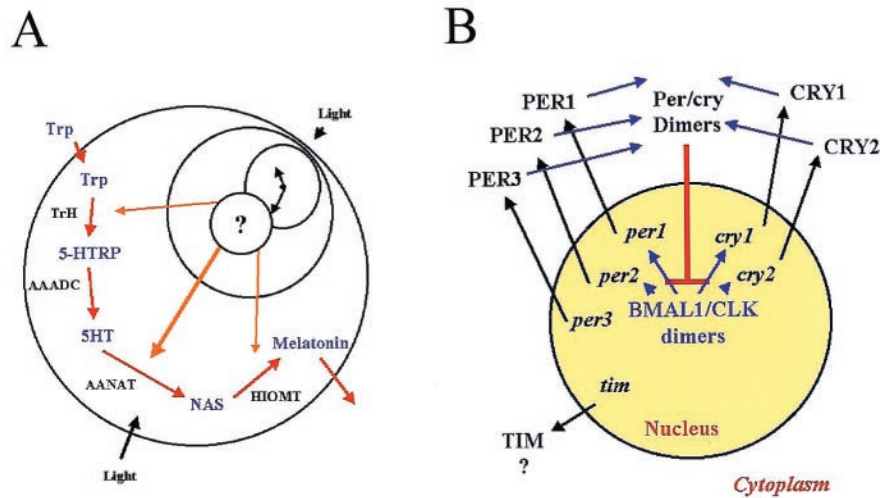 A
Light
Trp
Trp
TrH
?
5-HTRP
AAADC
5HT
Melatonin
AANAT
NAS
HIOMT
Light
B
PER1
Per/cry
Dimers
CRY1
PER2
CRY2
PER3
per1
cry1
per2
cry2
per3
BMAL1/CLK
dimers
tim
TIM
?
Nucleus
Cytoplasm